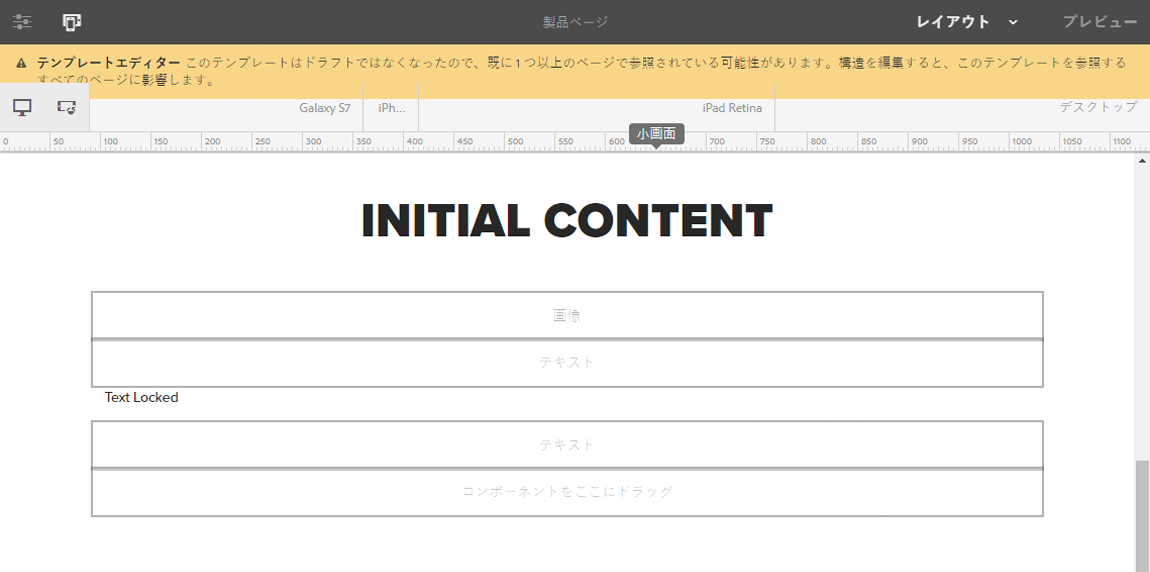 製品ページ
レイアウト
プレビュー
テンプレートエディター このテンプレートはドラフトではなくなったので、既に1つ以上のページで参照されている可能性があります。構造を編集すると、このテンプレートを参照する
すべてのページに影響します。
Galaxy S7
iPh...
iPad Retina
デスクトップ
小画面
0 50 100 150 200 250 300 350 400 450 500 550 600 650 700 750 800 850 900 950 1000 1050 1100
INITIAL CONTENT
画像
テキスト
Text Locked
テキスト
コンポーネントをここにドラッグ